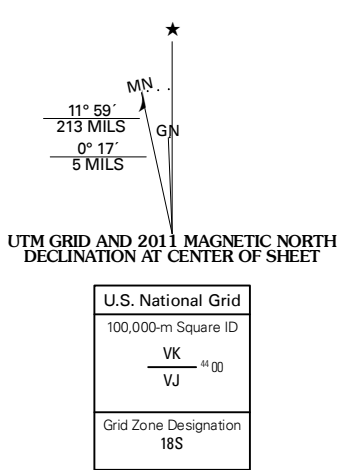 ★
MN
11° 59´
213 MILS
GN
0° 17´
5 MILS
UTM GRID AND 2011 MAGNETIC NORTH
DECLINATION AT CENTER OF SHEET
U.S. National Grid
100,000-m Square ID
VK
44 00
VJ
Grid Zone Designation
18S